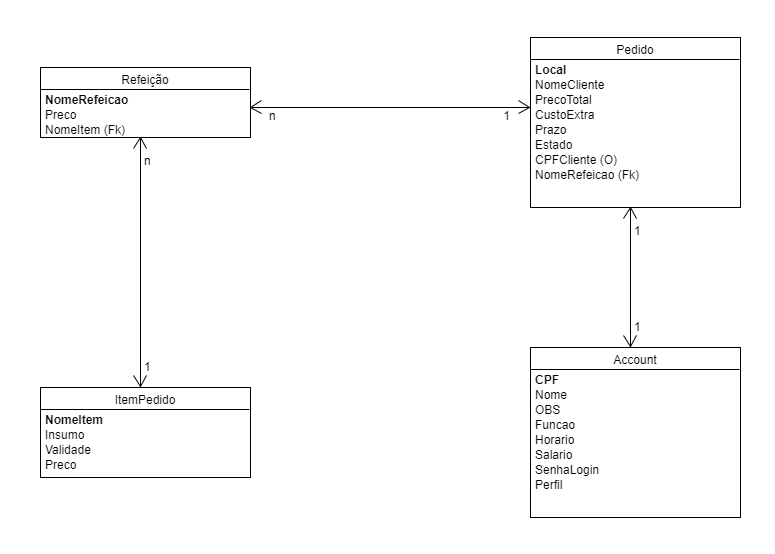 Pedido
Local
NomeCliente
PrecoTotal
CustoExtra
Prazo
Estado
CPFCliente (O)
NomeRefeicao (Fk)
Refeição
NomeRefeicao
Preco
NomeItem (Fk)
n
1
n
1
1
1
ItemPedido
NomeItem
Insumo
Validade
Preco
Account
CPF
Nome
OBS
Funcao
Horario
Salario
SenhaLogin
Perfil